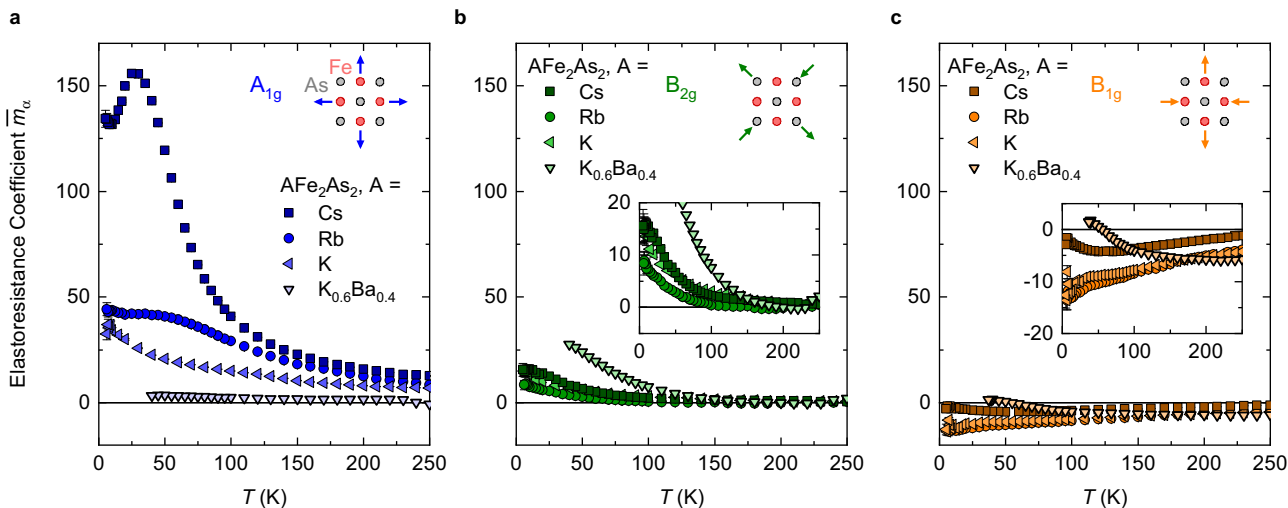 a
b
c
Elastoresistance Coefficient m̅α
150
100
50
0
0
50
100
150
200
250
T (K)
A1g
Fe
As
AFe2As2, A =
Cs
Rb
K
K0.6Ba0.4
150
100
50
0
0
50
100
150
200
250
T (K)
AFe2As2, A =
Cs
Rb
K
K0.6Ba0.4
B2g
20
10
0
0
100
200
150
100
50
0
0
50
100
150
200
250
T (K)
AFe2As2, A =
Cs
Rb
K
K0.6Ba0.4
B1g
0
-10
-20
0
100
200